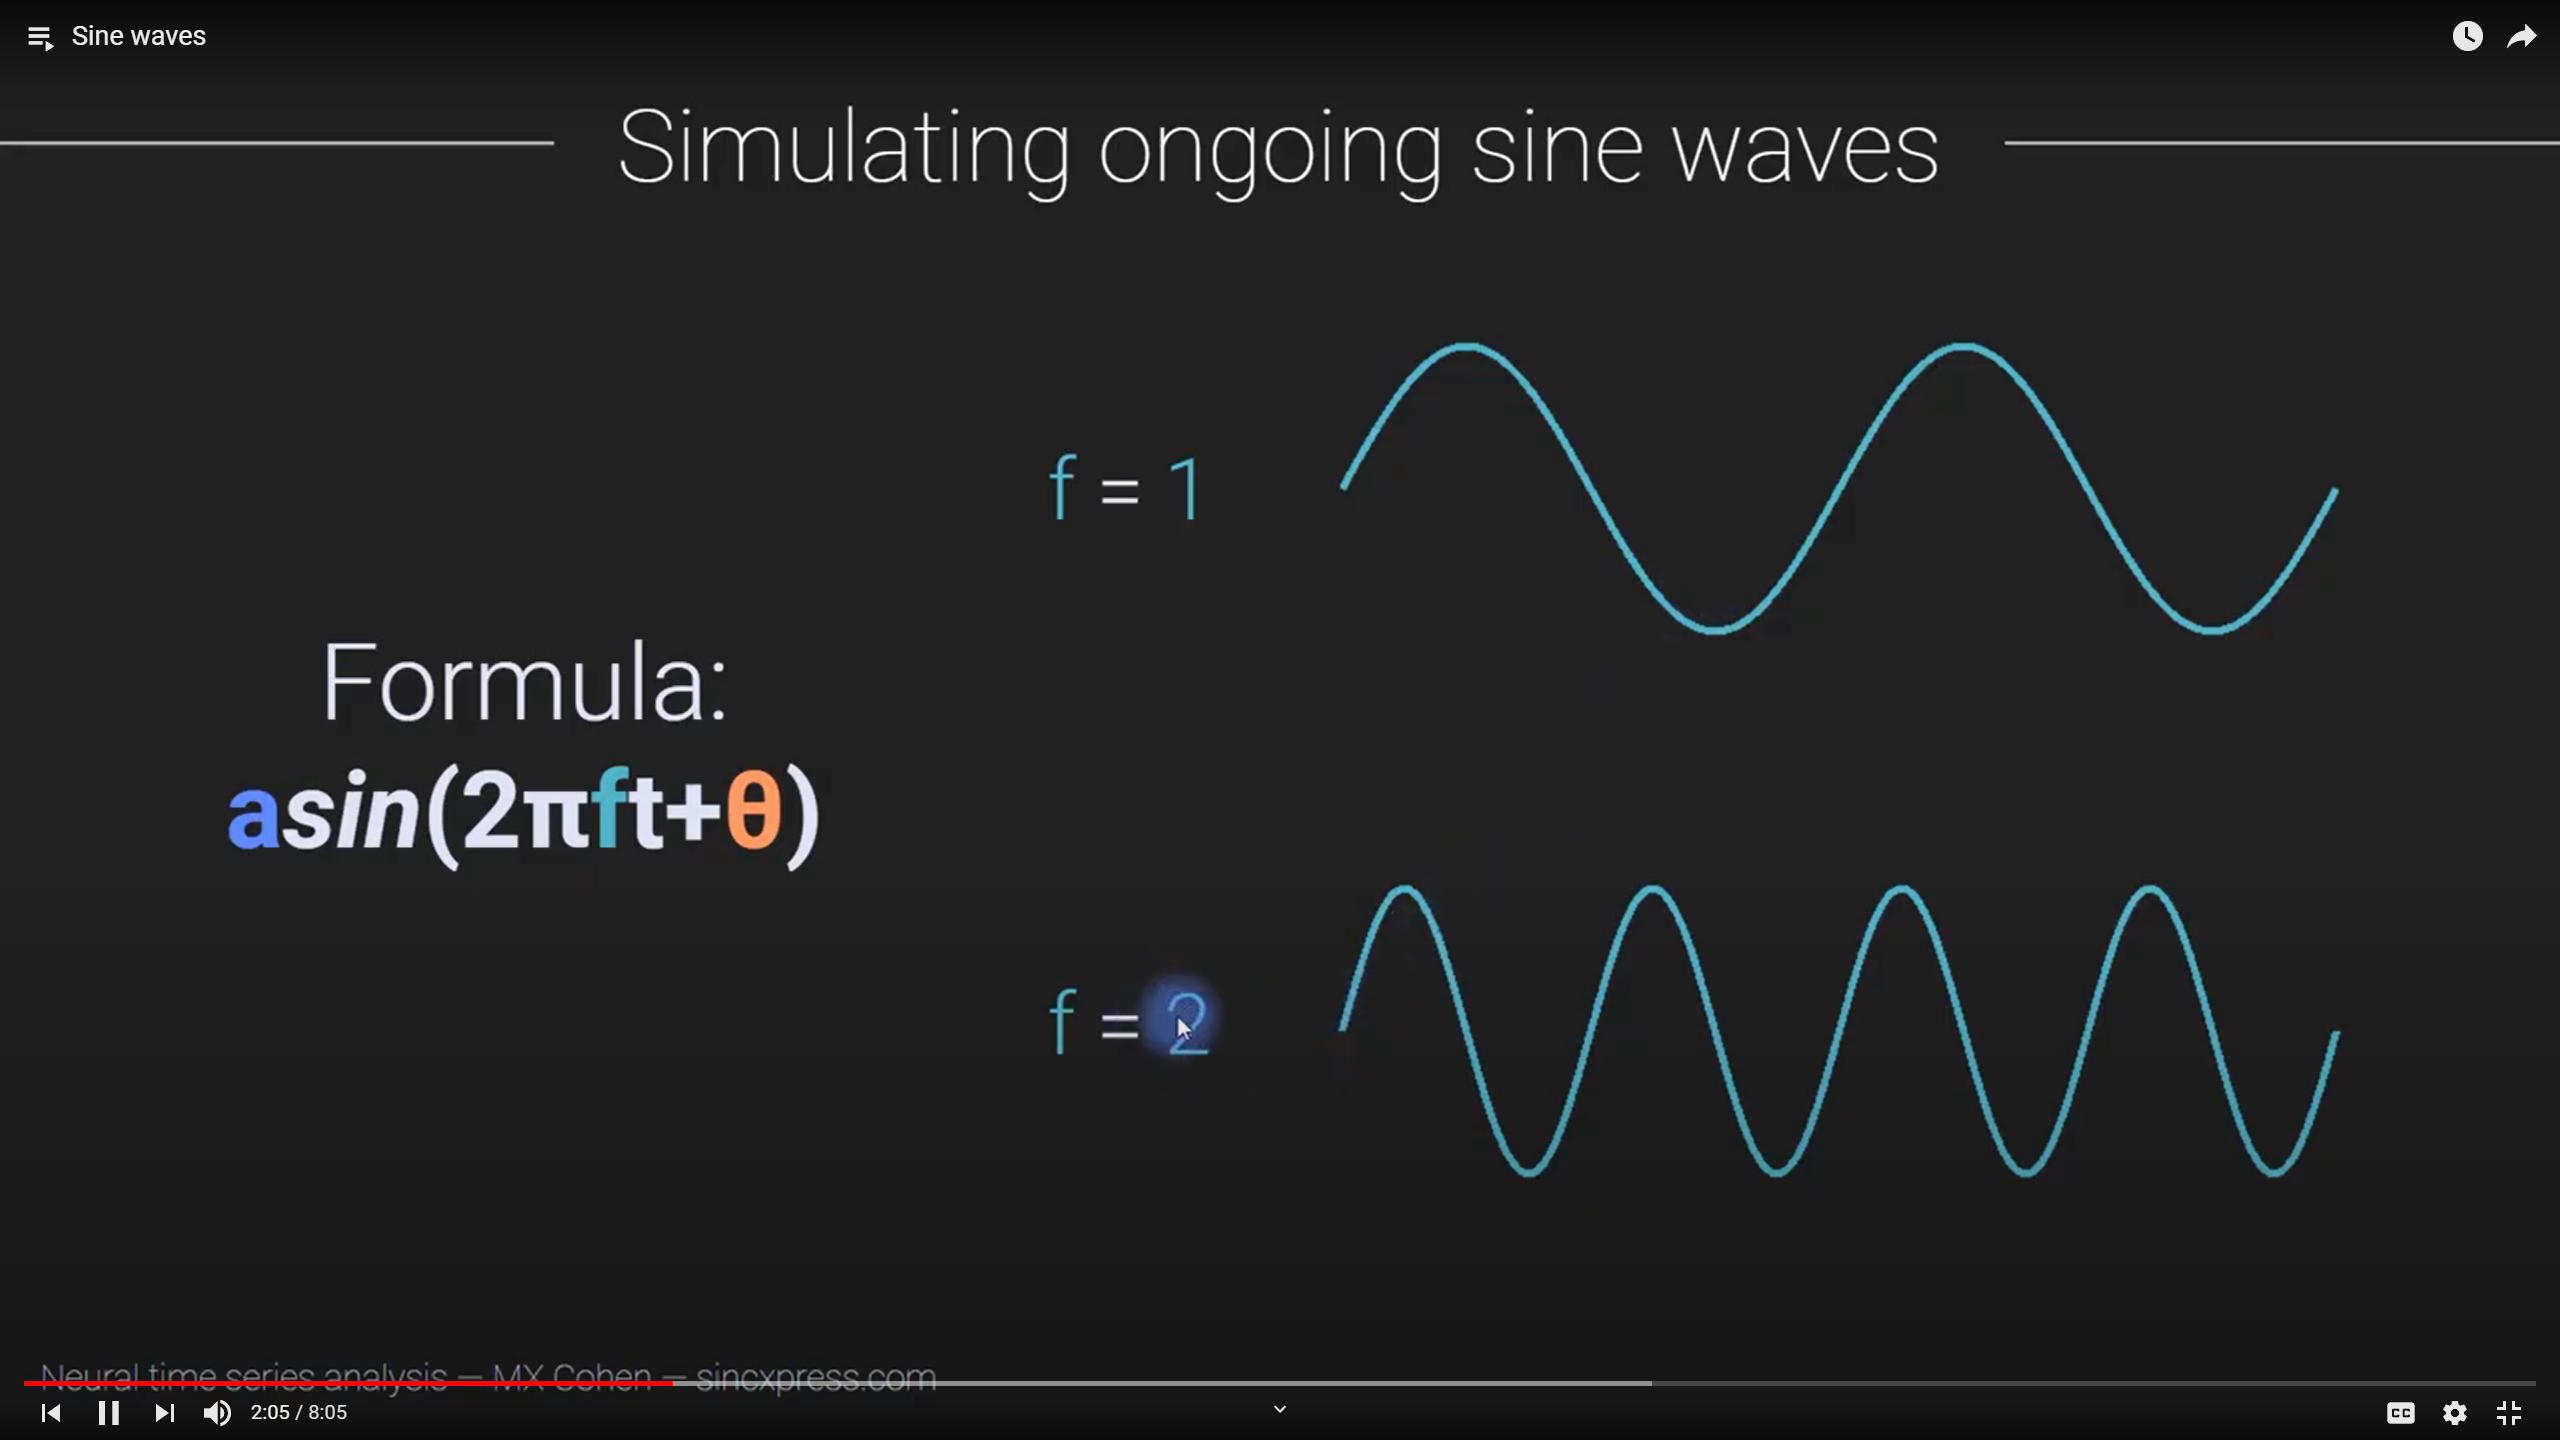 Sine waves
Simulating ongoing sine waves
f = 1
Formula:
asin(2πft+θ)
f = 2
Neural time series analysis — MX Cohen — sincxpress.com
2:05 / 8:05
CC